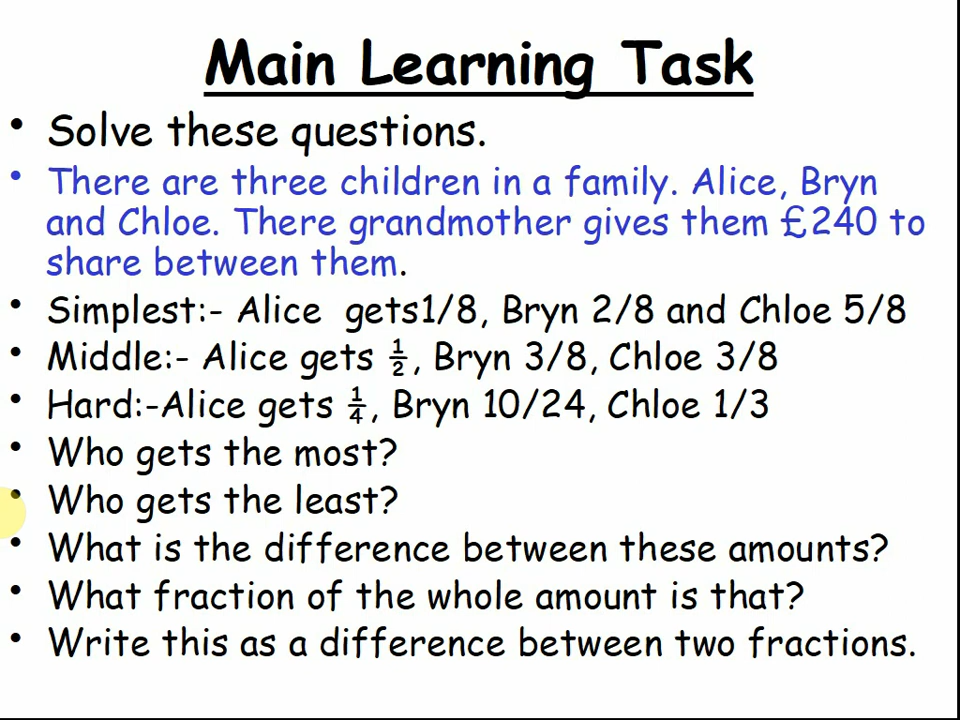 Main Learning Task
• Solve these questions.
• There are three children in a family. Alice, Bryn
and Chloe. There grandmother gives them £240 to
share between them.
• Simplest:- Alice  gets1/8, Bryn 2/8 and Chloe 5/8
• Middle:- Alice gets ½, Bryn 3/8, Chloe 3/8
• Hard:-Alice gets ¼, Bryn 10/24, Chloe 1/3
• Who gets the most?
• Who gets the least?
• What is the difference between these amounts?
• What fraction of the whole amount is that?
• Write this as a difference between two fractions.